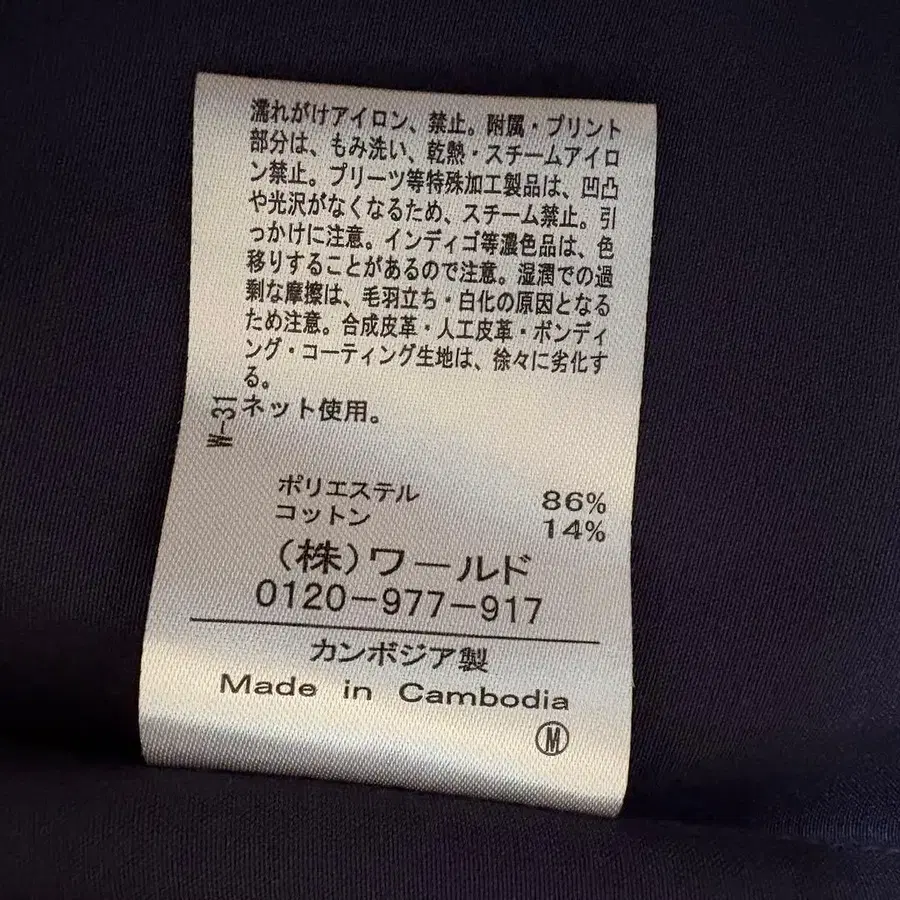 濡れがけアイロン、禁止。附属・プリント
部分は、もみ洗い、乾熱・スチームアイロ
ン禁止。プリーツ等特殊加工製品は、凹凸
や光沢がなくなるため、スチーム禁止。引
っかけに注意。インディゴ等濃色品は、色
移りすることがあるので注意。湿潤での過
剰な摩擦は、毛羽立ち・白化の原因となる
ため注意。合成皮革・人工皮革・ボンディ
ング・コーティング生地は、徐々に劣化す
る。
W-31
ネット使用。
ポリエステル 86%
コットン 14%
(株)ワールド
0120-977-917
カンボジア製
Made in Cambodia
Ⓜ